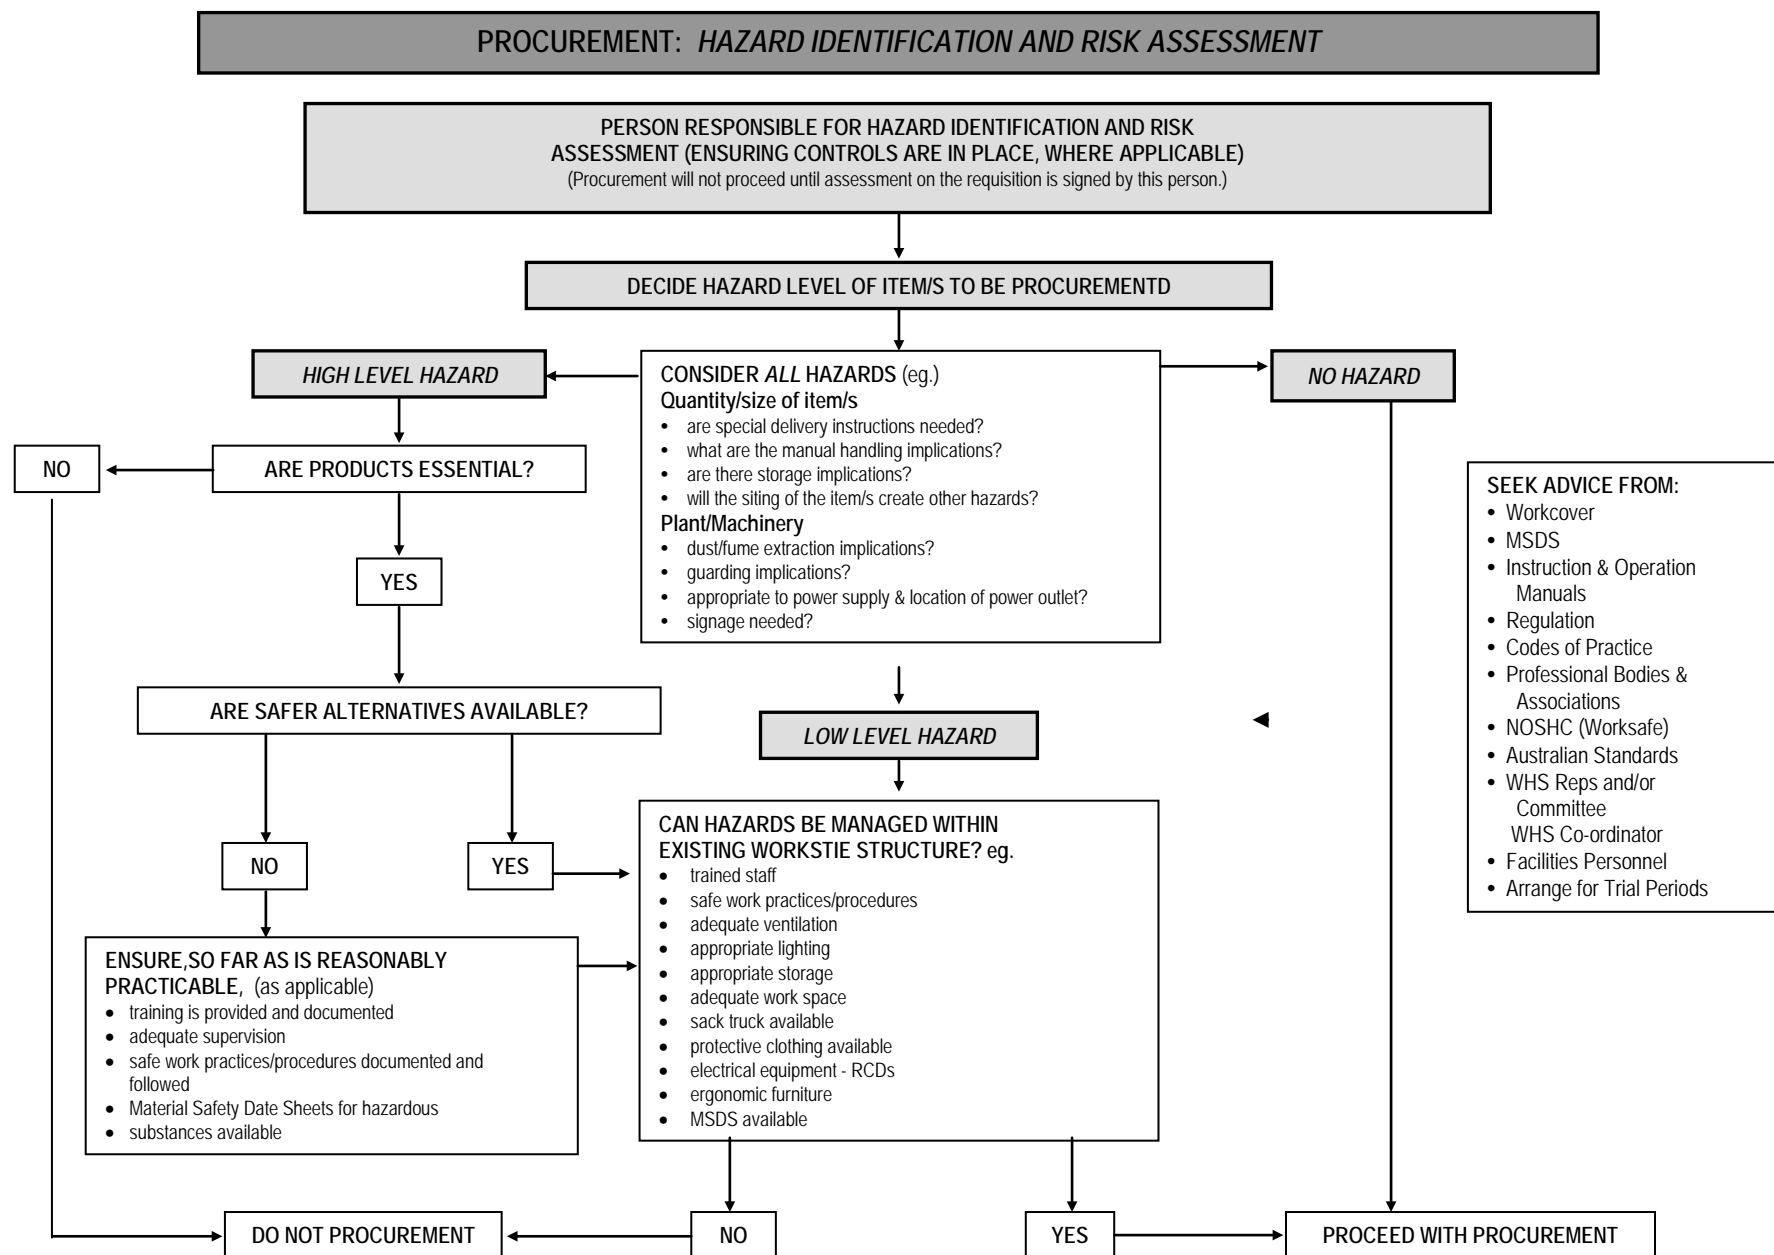 PROCUREMENT: HAZARD IDENTIFICATION AND RISK ASSESSMENT
PERSON RESPONSIBLE FOR HAZARD IDENTIFICATION AND RISK
ASSESSMENT (ENSURING CONTROLS ARE IN PLACE, WHERE APPLICABLE)
(Procurement will not proceed until assessment on the requisition is signed by this person.)
DECIDE HAZARD LEVEL OF ITEM/S TO BE PROCUREMENTD
HIGH LEVEL HAZARD
CONSIDER ALL HAZARDS (eg.)
Quantity/size of item/s
• are special delivery instructions needed?
• what are the manual handling implications?
• are there storage implications?
• will the siting of the item/s create other hazards?
Plant/Machinery
• dust/fume extraction implications?
• guarding implications?
• appropriate to power supply & location of power outlet?
• signage needed?
NO HAZARD
NO
ARE PRODUCTS ESSENTIAL?
YES
SEEK ADVICE FROM:
• Workcover
• MSDS
• Instruction & Operation
Manuals
• Regulation
• Codes of Practice
• Professional Bodies &
Associations
• NOSHC (Worksafe)
• Australian Standards
• WHS Reps and/or
Committee
WHS Co-ordinator
• Facilities Personnel
• Arrange for Trial Periods
ARE SAFER ALTERNATIVES AVAILABLE?
LOW LEVEL HAZARD
NO
YES
CAN HAZARDS BE MANAGED WITHIN
EXISTING WORKSTIE STRUCTURE? eg.
• trained staff
• safe work practices/procedures
• adequate ventilation
• appropriate lighting
• appropriate storage
• adequate work space
• sack truck available
• protective clothing available
• electrical equipment - RCDs
• ergonomic furniture
• MSDS available
ENSURE,SO FAR AS IS REASONABLY
PRACTICABLE, (as applicable)
• training is provided and documented
• adequate supervision
• safe work practices/procedures documented and
followed
• Material Safety Date Sheets for hazardous
• substances available
DO NOT PROCUREMENT
NO
YES
PROCEED WITH PROCUREMENT